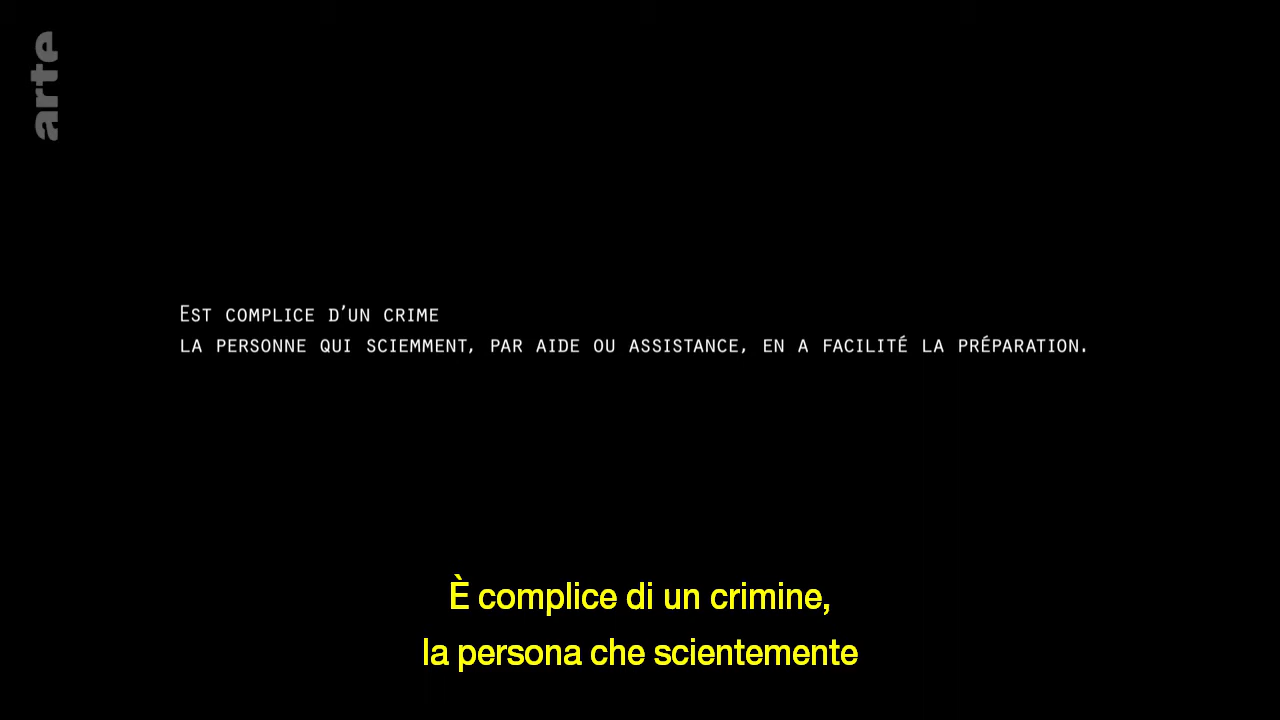 arte
Est complice d'un crime
la personne qui sciemment, par aide ou assistance, en a facilité la préparation.
È complice di un crimine,
la persona che scientemente